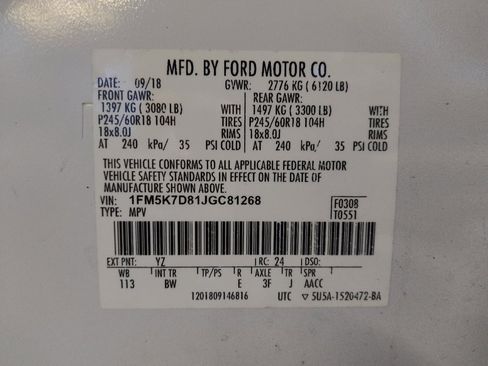 MFD. BY FORD MOTOR CO.
DATE: 09/18 GVWR: 2776 KG ( 6120 LB)
FRONT GAWR: REAR GAWR:
1397 KG ( 3080 LB) WITH 1497 KG ( 3300 LB) WITH
P245/60R18 104H TIRES P245/60R18 104H TIRES
18x8.0J RIMS 18x8.0J RIMS
AT 240 kPa/ 35 PSI COLD AT 240 kPa/ 35 PSI COLD
THIS VEHICLE CONFORMS TO ALL APPLICABLE FEDERAL MOTOR
VEHICLE SAFETY STANDARDS IN EFFECT ON THE DATE OF
MANUFACTURE SHOWN ABOVE.
VIN: 1FM5K7D81JGC81268 F0308
TYPE: MPV T0551
EXT PNT: YZ RC: 24 DSO:
WB INT TR TP/PS R AXLE TR SPR
113 BW E 3F J AACC
1201809146816 UTC ▽ 5U5A-1520472-BA